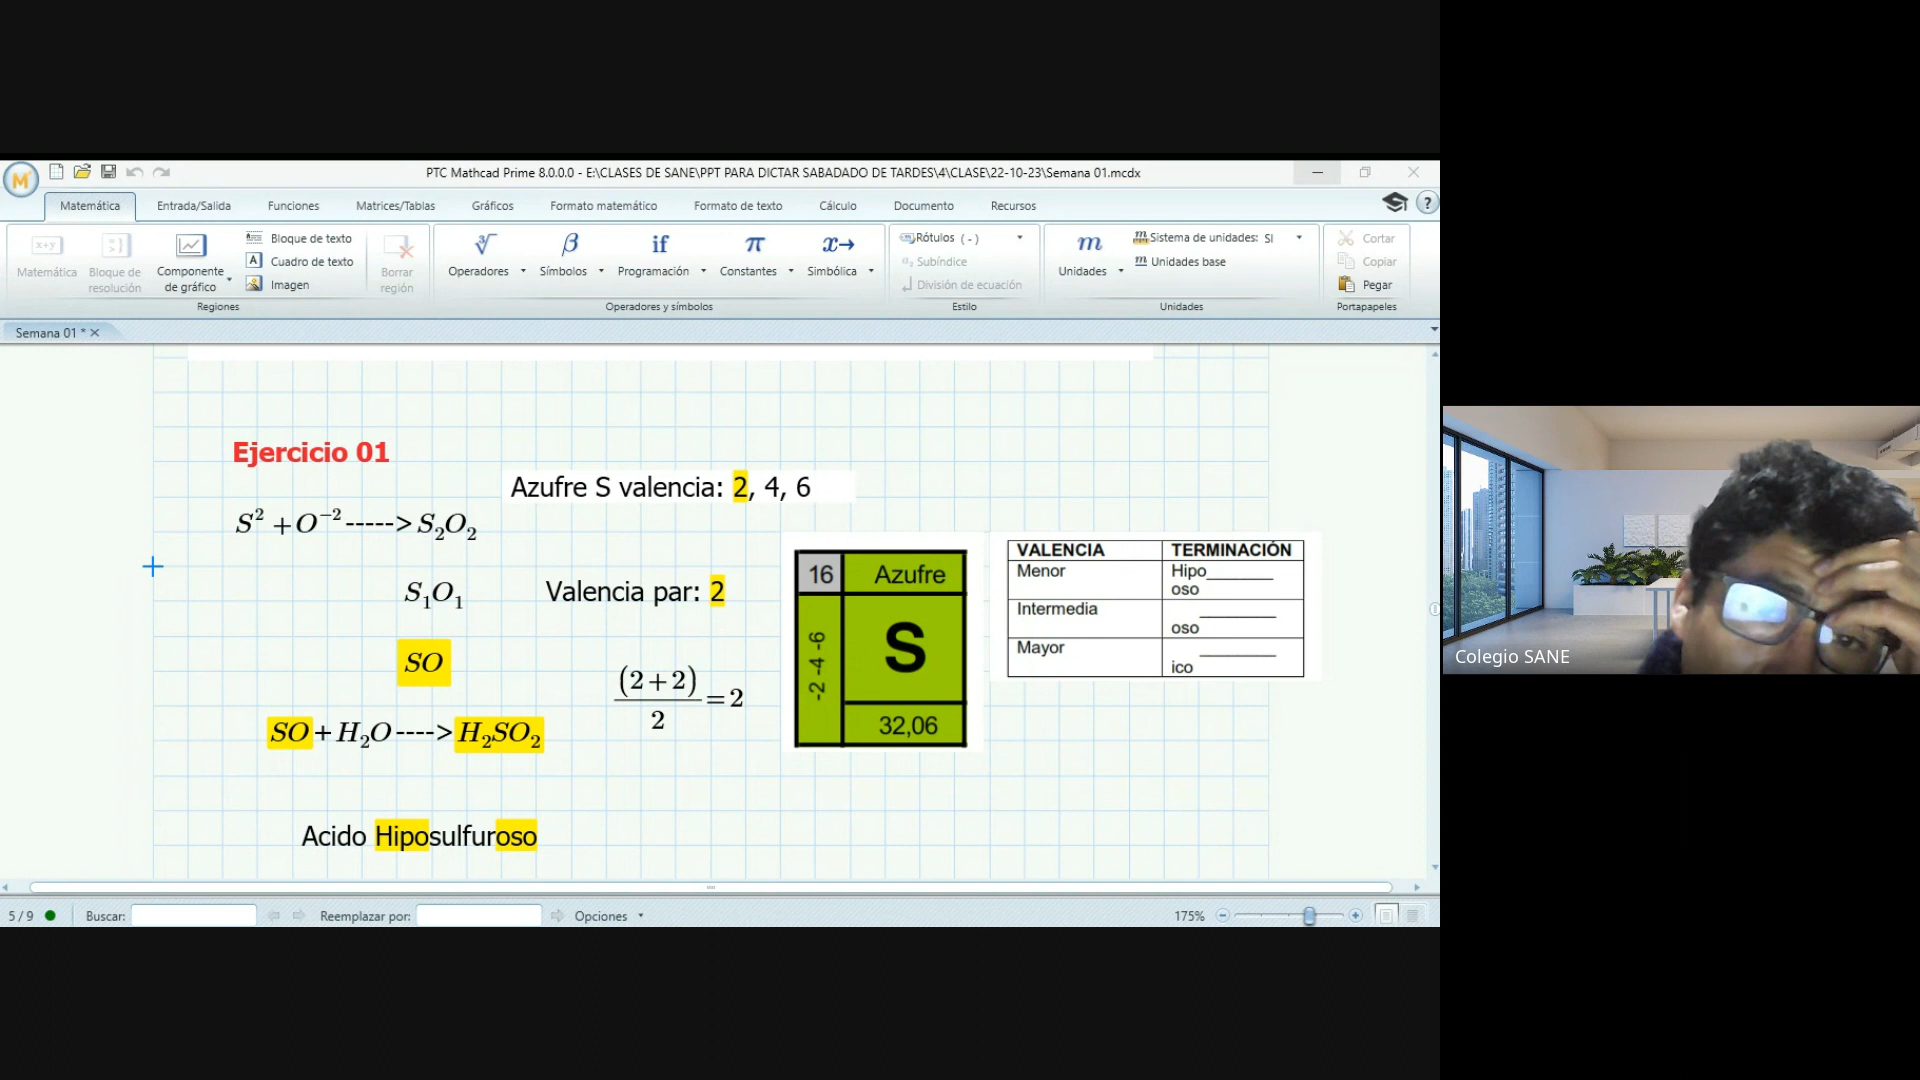 PTC Mathcad Prime 8.0.0.0 - E:\CLASES DE SANE\PPT PARA DICTAR SABADADO DE TARDES\4\CLASE\22-10-23\Semana 01.mcdx
Matemática Entrada/Salida Funciones Matrices/Tablas Gráficos Formato matemático Formato de texto Cálculo Documento Recursos
Matemática
Bloque de resolución
Componente de gráfico
Bloque de texto
Cuadro de texto
Imagen
Borrar región
Regiones
Operadores
Símbolos
Programación
Constantes
Simbólica
Operadores y símbolos
Rótulos ( - )
Subíndice
División de ecuación
Estilo
Unidades
Sistema de unidades: SI
Unidades base
Unidades
Cortar
Copiar
Pegar
Portapapeles
Semana 01 *
Ejercicio 01
Azufre S valencia: 2, 4, 6
S² + O⁻² -----> S₂O₂
S₁O₁
Valencia par: 2
SO
(2+2)/2 = 2
SO + H₂O ----> H₂SO₂
Acido Hiposulfuroso
16 Azufre
-2 -4 -6
S
32,06
VALENCIA TERMINACIÓN
Menor Hipo________
oso
Intermedia _________
oso
Mayor _________
ico
Colegio SANE
5 / 9 Buscar: Reemplazar por: Opciones 175%